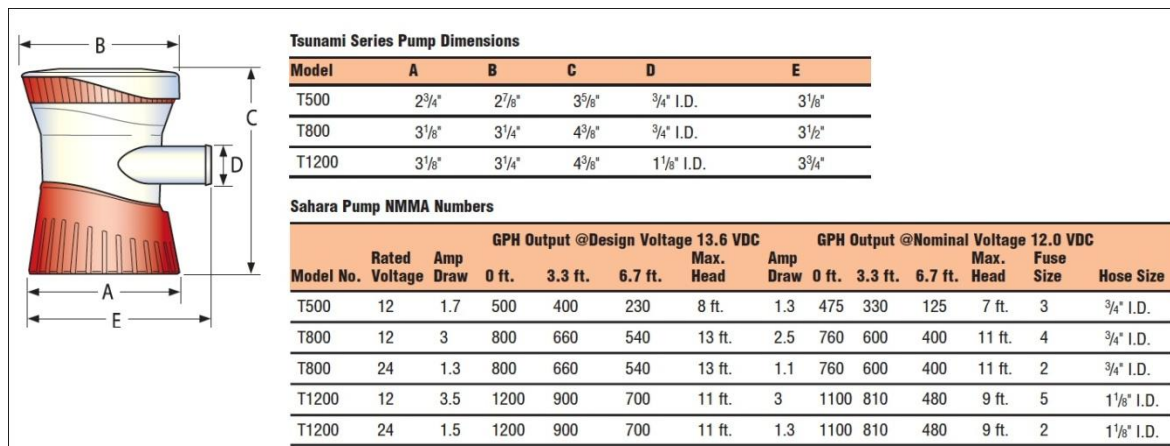 B
C
D
A
E
Tsunami Series Pump Dimensions
Model A B C D E
T500 2³/₄" 2⁷/₈" 3⁵/₈" ³/₄" I.D. 3¹/₈"
T800 3¹/₈" 3¹/₄" 4³/₈" ³/₄" I.D. 3¹/₂"
T1200 3¹/₈" 3¹/₄" 4³/₈" 1¹/₈" I.D. 3³/₄"
Sahara Pump NMMA Numbers
GPH Output @Design Voltage 13.6 VDC GPH Output @Nominal Voltage 12.0 VDC
Rated Amp Max. Amp Max. Fuse
Model No. Voltage Draw 0 ft. 3.3 ft. 6.7 ft. Head Draw 0 ft. 3.3 ft. 6.7 ft. Head Size Hose Size
T500 12 1.7 500 400 230 8 ft. 1.3 475 330 125 7 ft. 3 ³/₄" I.D.
T800 12 3 800 660 540 13 ft. 2.5 760 600 400 11 ft. 4 ³/₄" I.D.
T800 24 1.3 800 660 540 13 ft. 1.1 760 600 400 11 ft. 2 ³/₄" I.D.
T1200 12 3.5 1200 900 700 11 ft. 3 1100 810 480 9 ft. 5 1¹/₈" I.D.
T1200 24 1.5 1200 900 700 11 ft. 1.3 1100 810 480 9 ft. 2 1¹/₈" I.D.